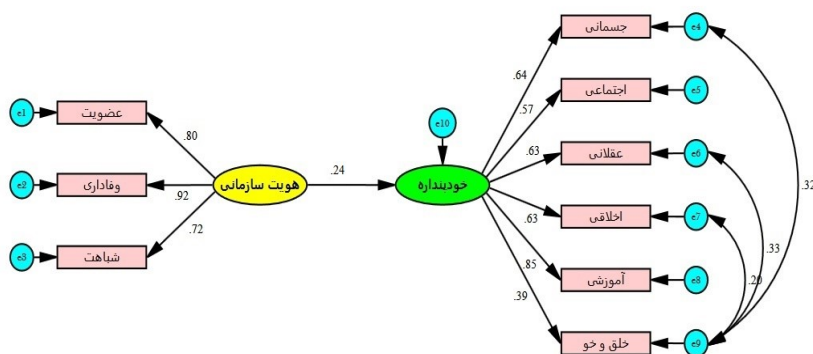 e1
عضویت
.80
e2
وفاداری
.92
e3
شباهت
.72
هویت سازمانی
.24
e10
خودپنداره
.64
جسمانی
e4
.57
اجتماعی
e5
.63
عقلانی
e6
.63
اخلاقی
e7
.85
آموزشی
e8
.39
خلق و خو
e9
.32
.33
.20